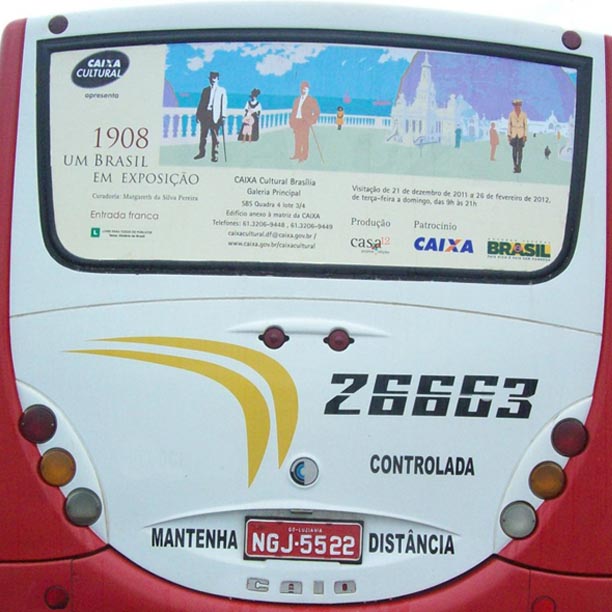 CAIXA
CULTURAL
apresenta
1908
UM BRASIL
EM EXPOSIÇÃO
Curadoria: Margareth da Silva Pereira
Entrada franca
L
CAIXA Cultural Brasília
Galeria Principal
SBS Quadra 4 lote 3/4
Edifício anexo à matriz da CAIXA
Telefones: 61.3206-9448 , 61.3206-9449
caixacultural.df@caixa.gov.br /
www.caixa.gov.br/caixacultural
Visitação de 21 de dezembro de 2011 a 26 de fevereiro de 2012,
de terça-feira a domingo, das 9h às 21h
Produção
casa12
Patrocínio
CAIXA
BRASIL
26663
CONTROLADA
MANTENHA
GO-LUZIANIA
NGJ-5522
DISTÂNCIA
CAIO